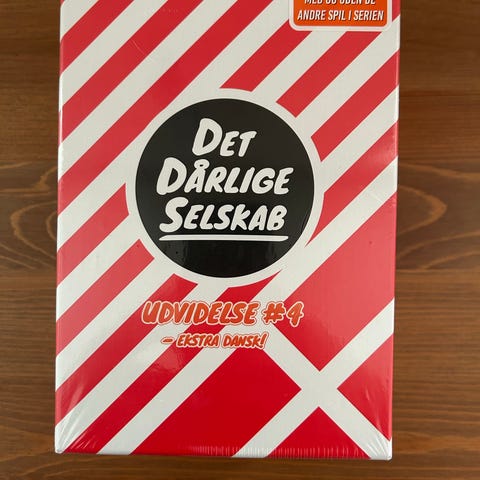 ANDRE SPIL I SERIEN
DET
DÅRLIGE
SELSKAB
UDVIDELSE #4
– EKSTRA DANSK!